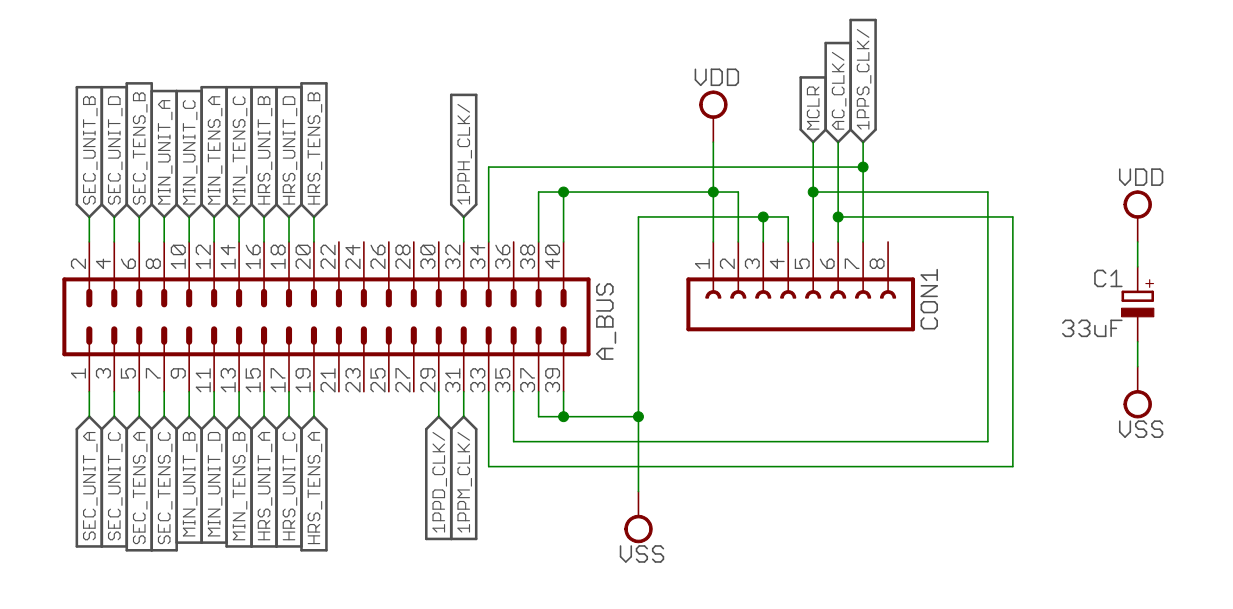 SEC_UNIT_B
SEC_UNIT_D
SEC_TENS_B
MIN_UNIT_A
MIN_UNIT_C
MIN_TENS_A
MIN_TENS_C
HRS_UNIT_B
HRS_UNIT_D
HRS_TENS_B
1PPH_CLK/
VDD
MCLR
AC_CLK/
1PPS_CLK/
2
4
6
8
10
12
14
16
18
20
22
24
26
28
30
32
34
36
38
40
A_BUS
1
3
5
7
9
11
13
15
17
19
21
23
25
27
29
31
33
35
37
39
SEC_UNIT_A
SEC_UNIT_C
SEC_TENS_A
SEC_TENS_C
MIN_UNIT_B
MIN_UNIT_D
MIN_TENS_B
HRS_UNIT_A
HRS_UNIT_C
HRS_TENS_A
1PPD_CLK/
1PPM_CLK/
VSS
1
2
3
4
5
6
7
8
CON1
VDD
C1
+
33uF
VSS